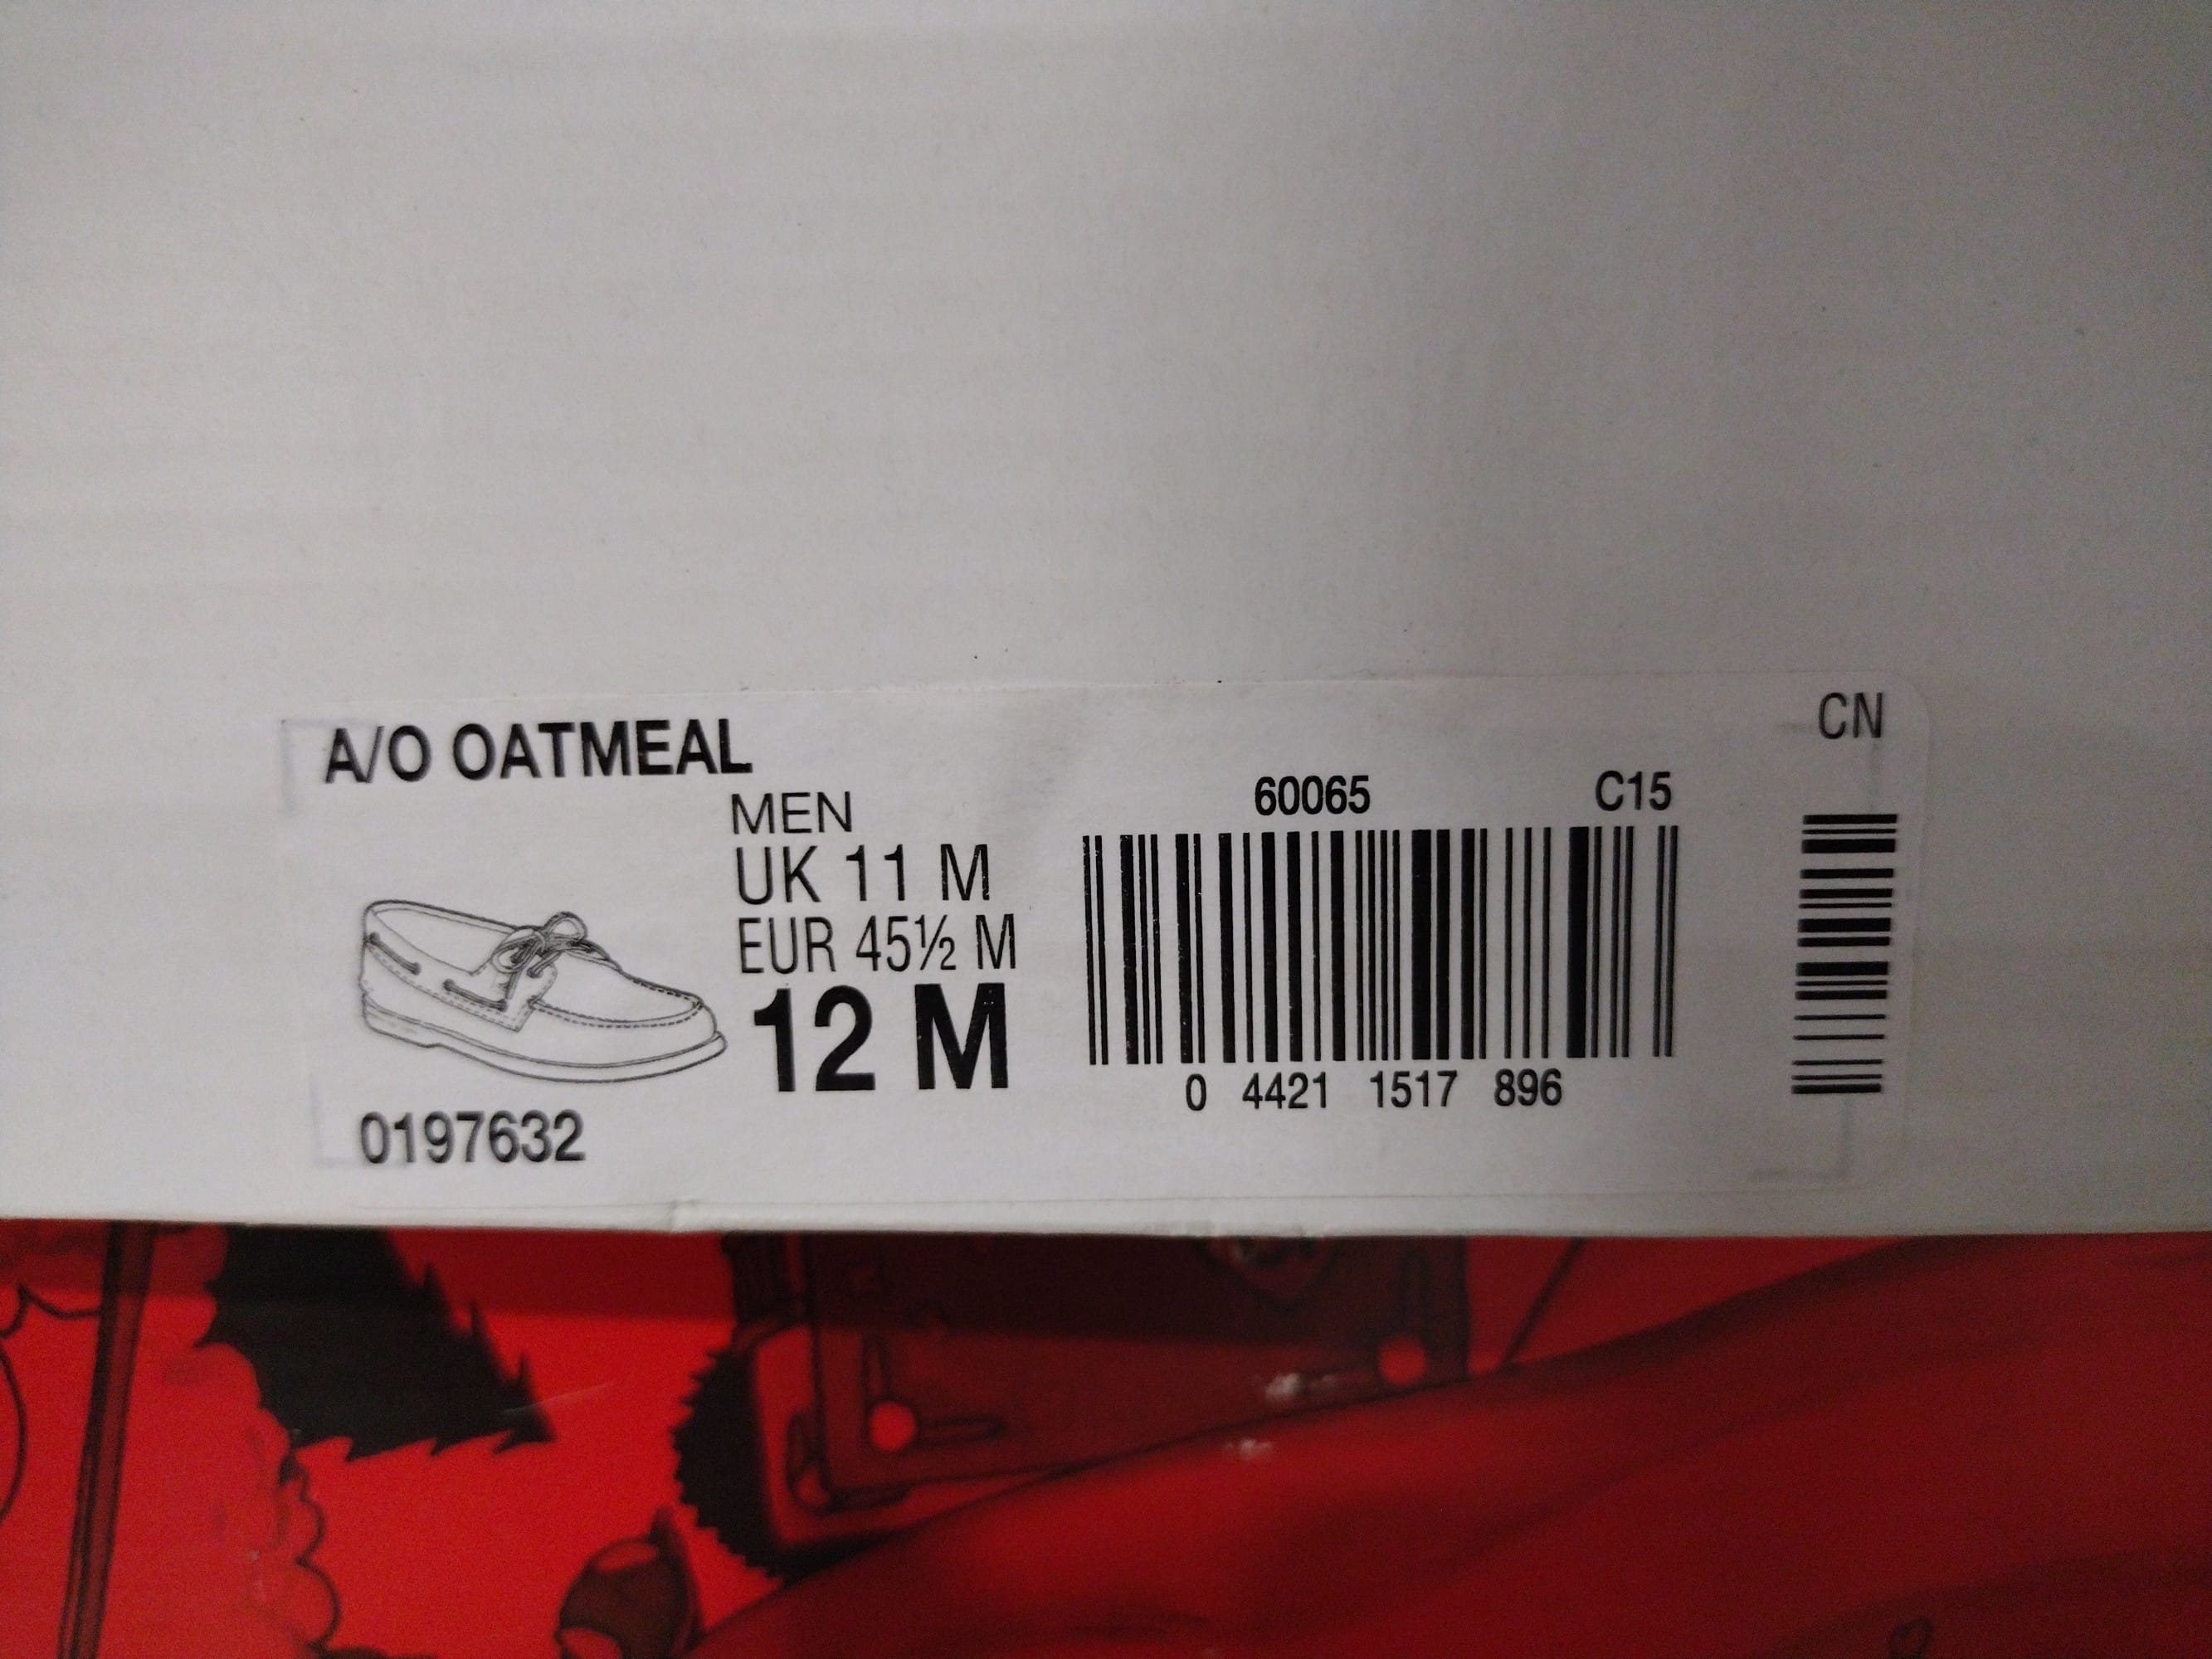 A/O OATMEAL
CN
MEN
60065 C15
UK 11 M
EUR 45½ M
12 M
0 4421 1517 896
0197632